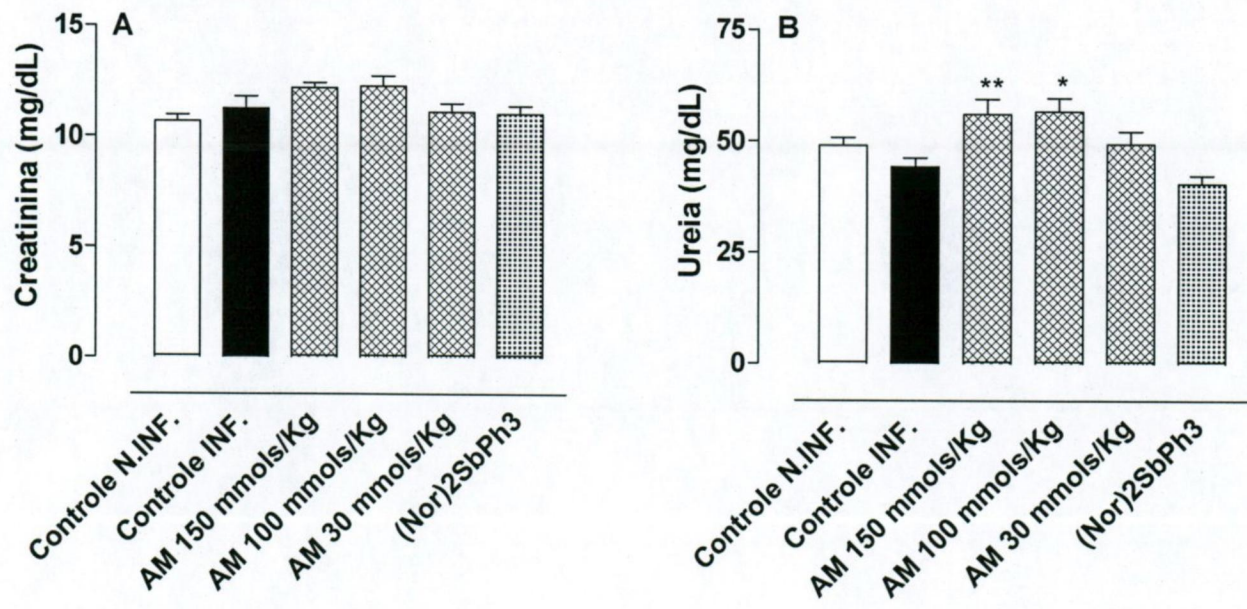 A
Creatinina (mg/dL)
15
10
5
0
Controle N.INF.
Controle INF.
AM 150 mmols/Kg
AM 100 mmols/Kg
AM 30 mmols/Kg
(Nor)2SbPh3
B
Ureia (mg/dL)
75
50
25
0
**
*
Controle N.INF.
Controle INF.
AM 150 mmols/Kg
AM 100 mmols/Kg
AM 30 mmols/Kg
(Nor)2SbPh3